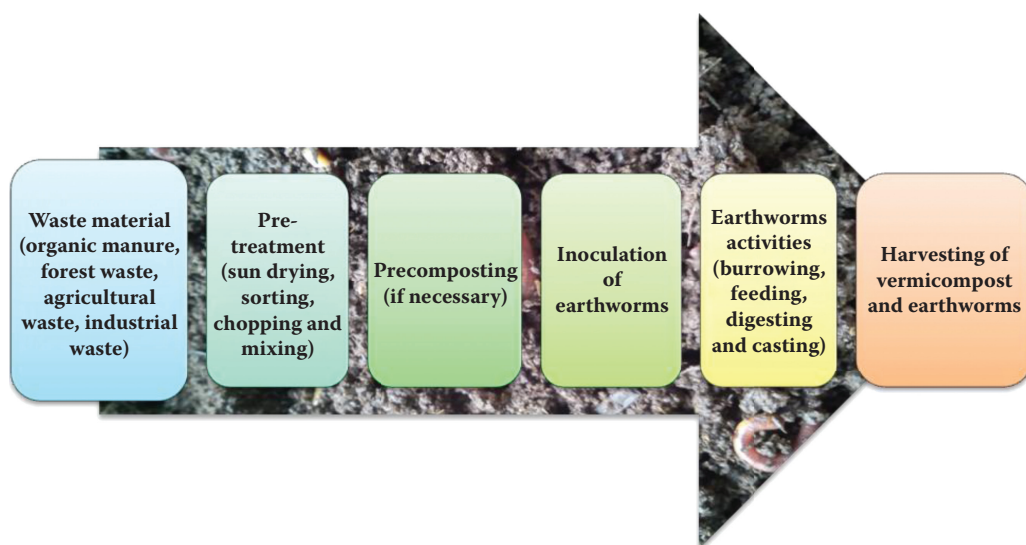 Waste material
(organic manure,
forest waste,
agricultural
waste, industrial
waste)
Pre-
treatment
(sun drying,
sorting,
chopping and
mixing)
Precomposting
(if necessary)
Inoculation
of
earthworms
Earthworms
activities
(burrowing,
feeding,
digesting
and casting)
Harvesting of
vermicompost
and earthworms